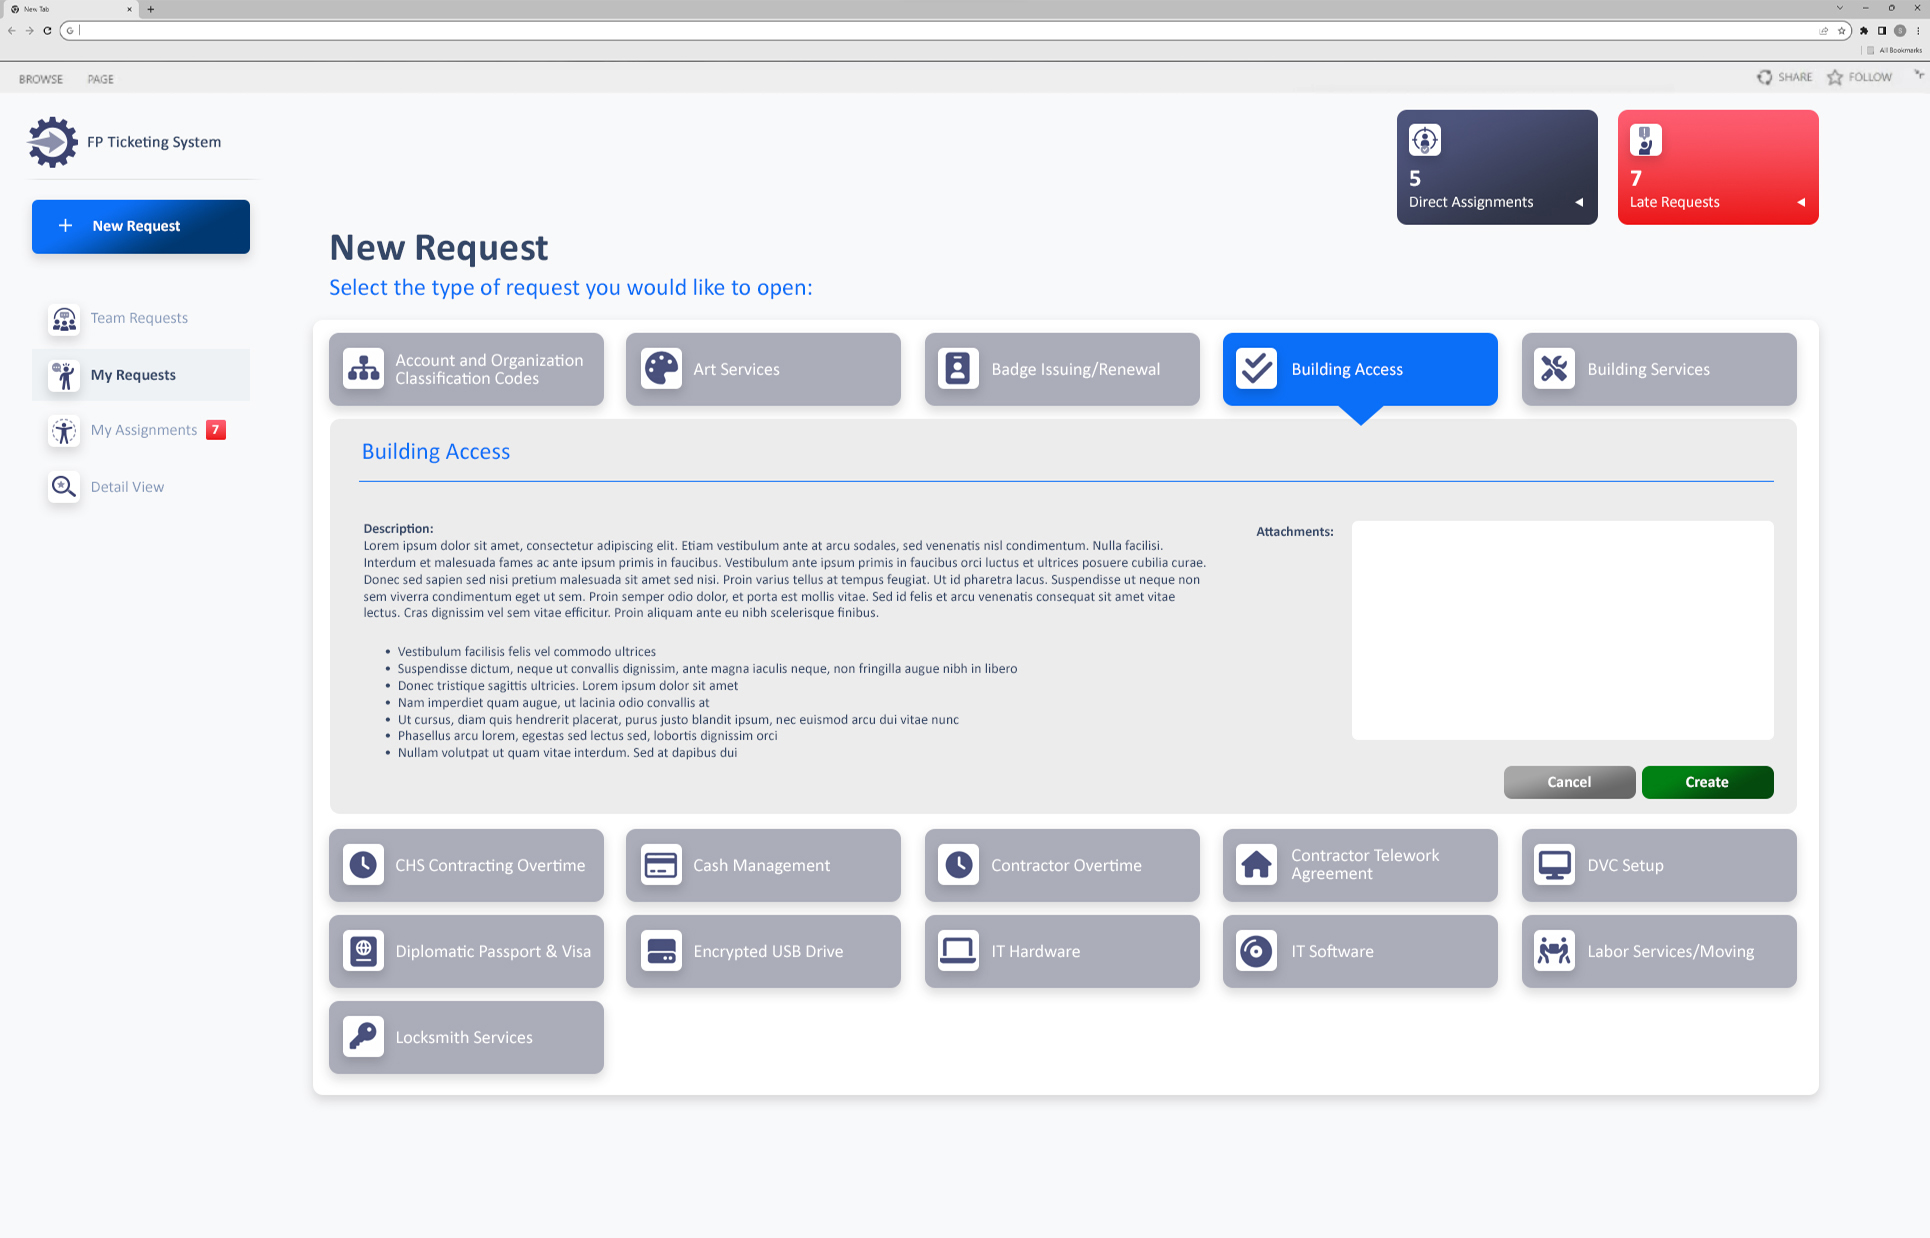 New Tab
All Bookmarks
BROWSE PAGE
SHARE FOLLOW
FP Ticketing System
New Request
Team Requests
My Requests
My Assignments 7
Detail View
5
Direct Assignments
7
Late Requests
New Request
Select the type of request you would like to open:
Account and Organization
Classification Codes
Art Services
Badge Issuing/Renewal
Building Access
Building Services
Building Access
Description:
Lorem ipsum dolor sit amet, consectetur adipiscing elit. Etiam vestibulum ante at arcu sodales, sed venenatis nisl condimentum. Nulla facilisi.
Interdum et malesuada fames ac ante ipsum primis in faucibus. Vestibulum ante ipsum primis in faucibus orci luctus et ultrices posuere cubilia curae.
Donec sed sapien sed nisi pretium malesuada sit amet sed nisi. Proin varius tellus at tempus feugiat. Ut id pharetra lacus. Suspendisse ut neque non
sem viverra condimentum eget ut sem. Proin semper odio dolor, et porta est mollis vitae. Sed id felis et arcu venenatis consequat sit amet vitae
lectus. Cras dignissim vel sem vitae efficitur. Proin aliquam ante eu nibh scelerisque finibus.
• Vestibulum facilisis felis vel commodo ultrices
• Suspendisse dictum, neque ut convallis dignissim, ante magna iaculis neque, non fringilla augue nibh in libero
• Donec tristique sagittis ultricies. Lorem ipsum dolor sit amet
• Nam imperdiet quam augue, ut lacinia odio convallis at
• Ut cursus, diam quis hendrerit placerat, purus justo blandit ipsum, nec euismod arcu dui vitae nunc
• Phasellus arcu lorem, egestas sed lectus sed, lobortis dignissim orci
• Nullam volutpat ut quam vitae interdum. Sed at dapibus dui
Attachments:
Cancel
Create
CHS Contracting Overtime
Cash Management
Contractor Overtime
Contractor Telework
Agreement
DVC Setup
Diplomatic Passport & Visa
Encrypted USB Drive
IT Hardware
IT Software
Labor Services/Moving
Locksmith Services